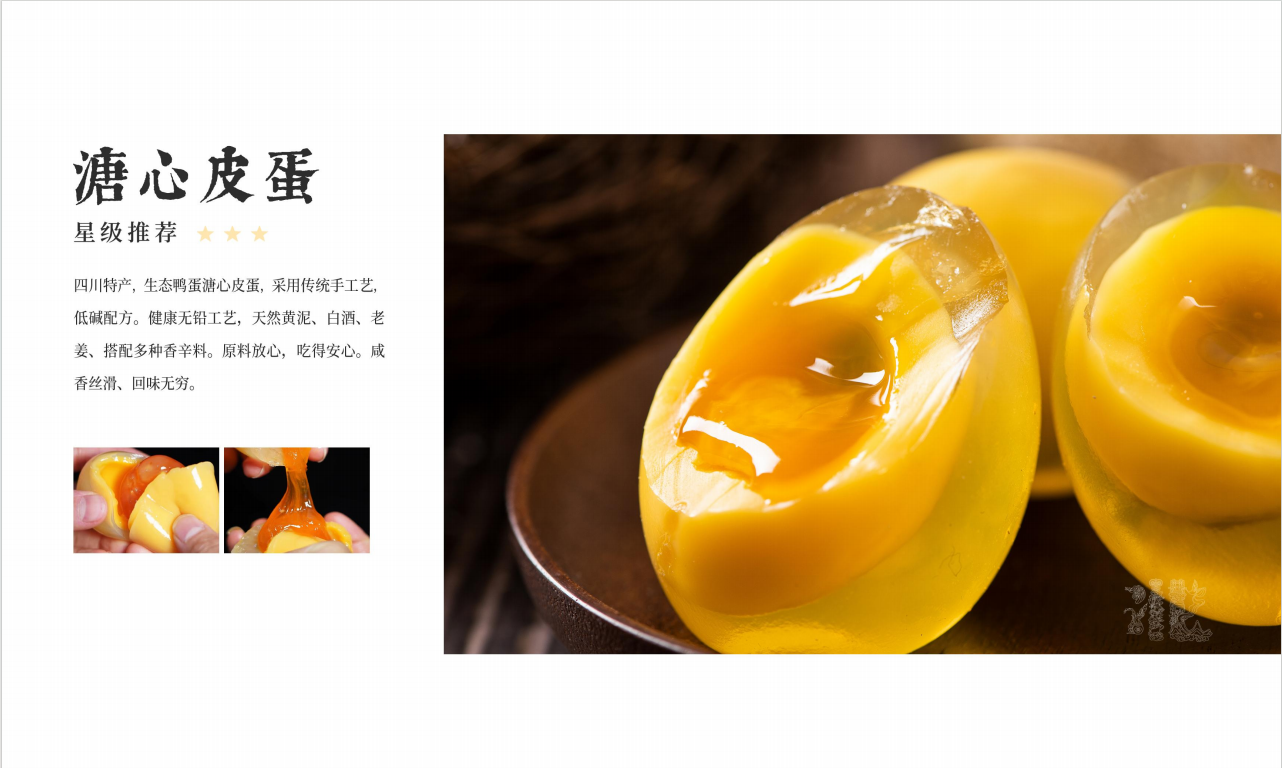 溏心皮蛋
星级推荐
四川特产, 生态鸭蛋溏心皮蛋, 采用传统手工艺,
低碱配方。健康无铅工艺, 天然黄泥、白酒、老
姜、搭配多种香辛料。原料放心, 吃得安心。咸
香丝滑、回味无穷。